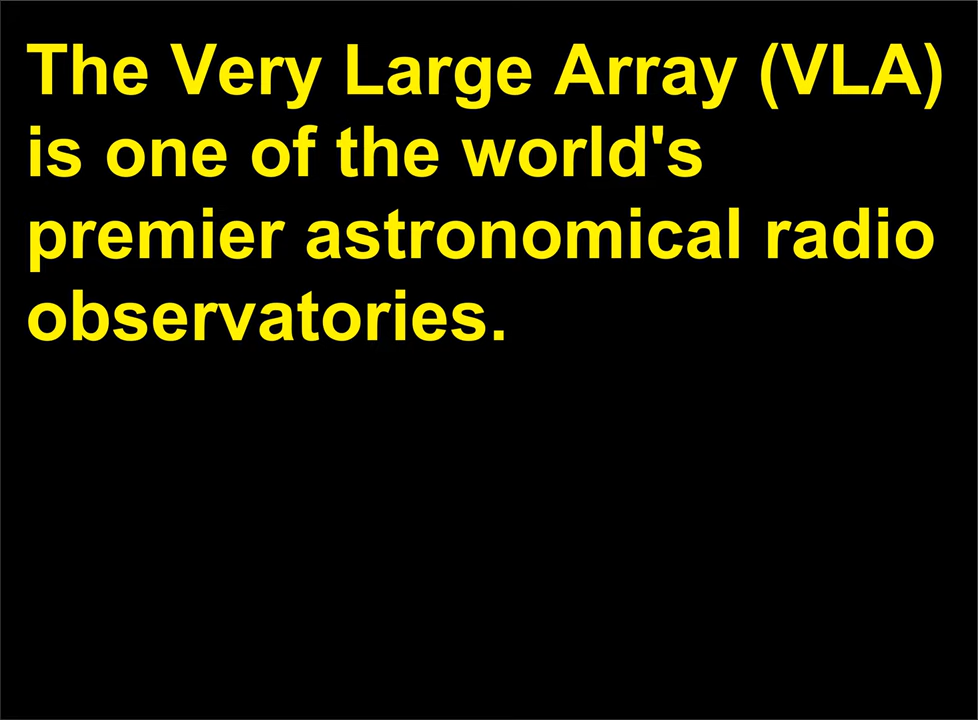 The Very Large Array (VLA)
is one of the world's
premier astronomical radio
observatories.